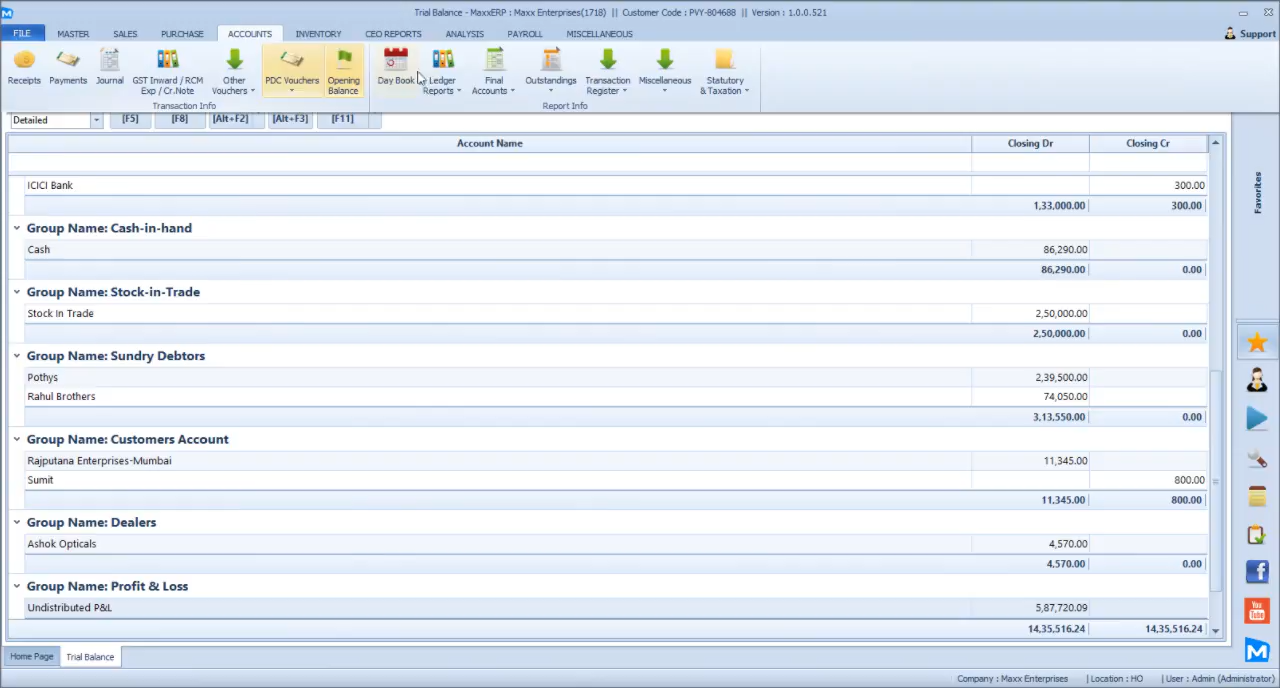 Trial Balance - MaxxERP : Maxx Enterprises(1718) || Customer Code : PVY-804688 || Version : 1.0.0.521
FILE MASTER SALES PURCHASE ACCOUNTS INVENTORY CEO REPORTS ANALYSIS PAYROLL MISCELLANEOUS Support
Receipts Payments Journal GST Inward / RCM Other PDC Vouchers Opening Day Book Ledger Final Outstandings Transaction Miscellaneous Statutory
Exp / Cr.Note Vouchers Balance Reports Accounts Register & Taxation
Transaction Info Report Info
Detailed [F5] [F8] [Alt+F2] [Alt+F3] [F11]
Account Name Closing Dr Closing Cr
Favorites
ICICI Bank 300.00
1,33,000.00 300.00
Group Name: Cash-in-hand
Cash 86,290.00
86,290.00 0.00
Group Name: Stock-in-Trade
Stock In Trade 2,50,000.00
2,50,000.00 0.00
Group Name: Sundry Debtors
Pothys 2,39,500.00
Rahul Brothers 74,050.00
3,13,550.00 0.00
Group Name: Customers Account
Rajputana Enterprises-Mumbai 11,345.00
Sumit 800.00
11,345.00 800.00
Group Name: Dealers
Ashok Opticals 4,570.00
4,570.00 0.00
Group Name: Profit & Loss
Undistributed P&L 5,87,720.09
14,35,516.24 14,35,516.24
You
Tube
Home Page Trial Balance
Company : Maxx Enterprises | Location : HO | User : Admin (Administrator)